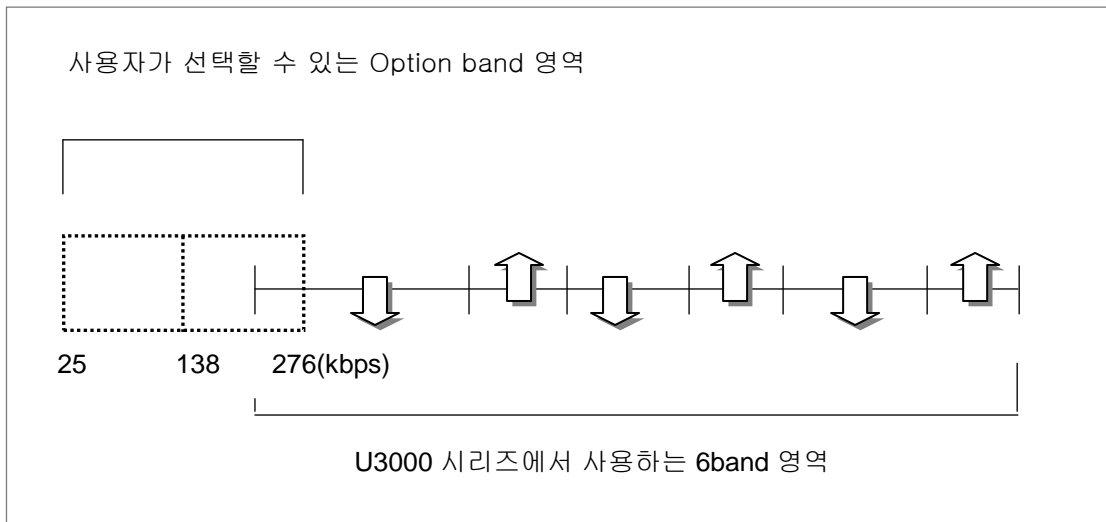 사용자가 선택할 수 있는 Option band 영역
25 138 276(kbps)
U3000 시리즈에서 사용하는 6band 영역